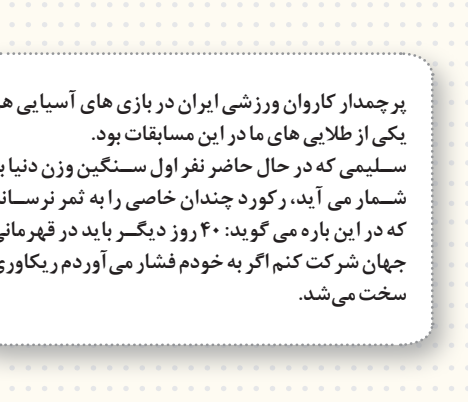 پرچمدار کاروان ورزشی ایران در بازی های آسیایی
یکی از طلایی های ما در این مسابقات بود.
سلیمی که در حال حاضر نفر اول سنگین وزن دنیا
شمار می آید، رکورد چندان خاصی را به ثمر
که در این باره می گوید: ۴۰ روز دیگر باید در
جهان شرکت کنم اگر به خودم فشار می آوردم
سخت می‌شد.